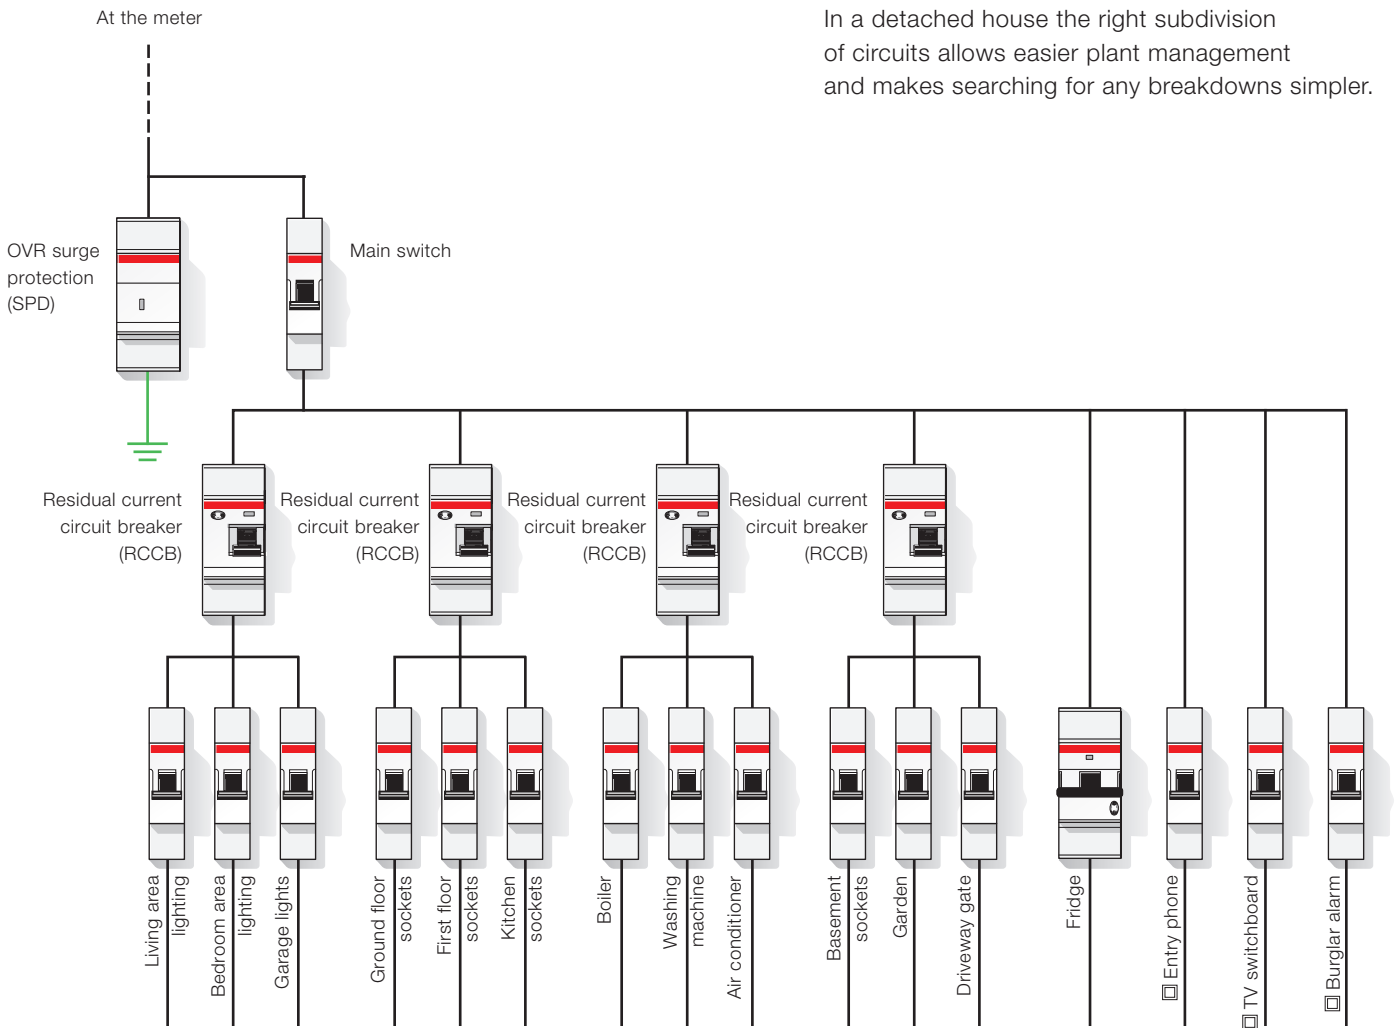 At the meter
In a detached house the right subdivision
of circuits allows easier plant management
and makes searching for any breakdowns simpler.
OVR surge
protection
(SPD)
Main switch
Residual current
circuit breaker
(RCCB)
Residual current
circuit breaker
(RCCB)
Residual current
circuit breaker
(RCCB)
Residual current
circuit breaker
(RCCB)
Living area
lighting
Bedroom area
lighting
Garage lights
Ground floor
sockets
First floor
sockets
Kitchen
sockets
Boiler
Washing
machine
Air conditioner
Basement
sockets
Garden
Driveway gate
Fridge
Entry phone
TV switchboard
Burglar alarm